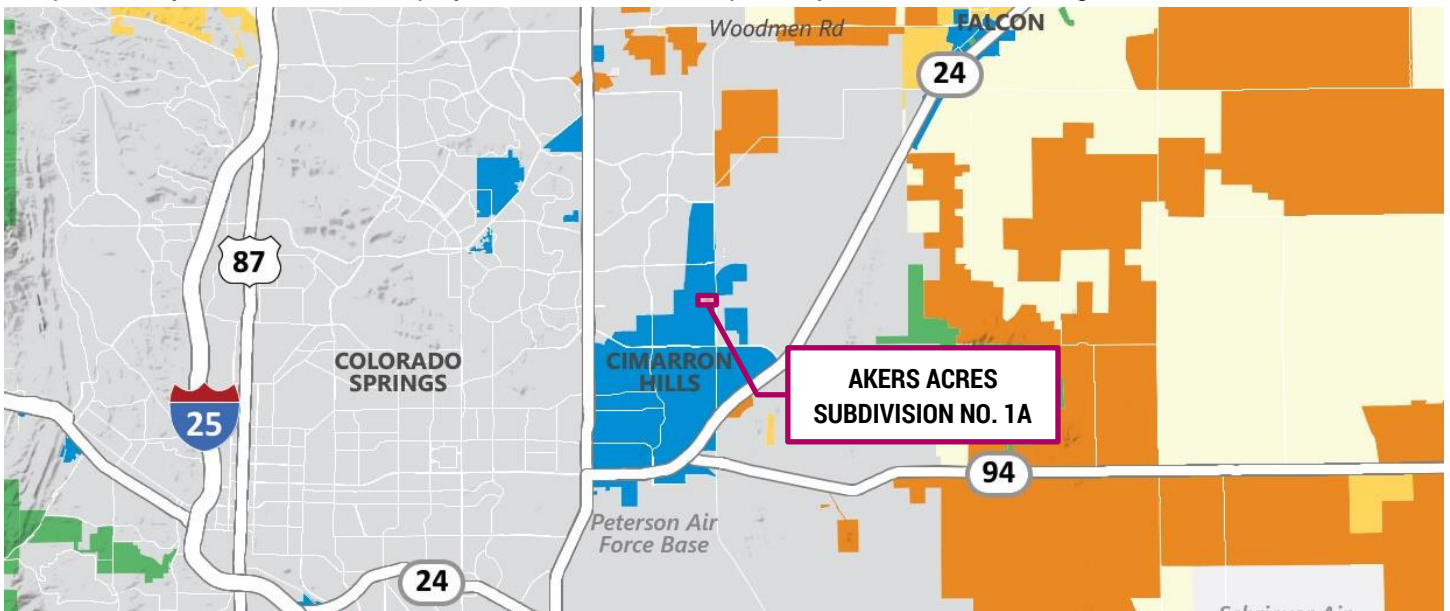 Woodmen Rd
FALCON
24
87
COLORADO
SPRINGS
CIMARRON
HILLS
AKERS ACRES
SUBDIVISION NO. 1A
25
94
Peterson Air
Force Base
24